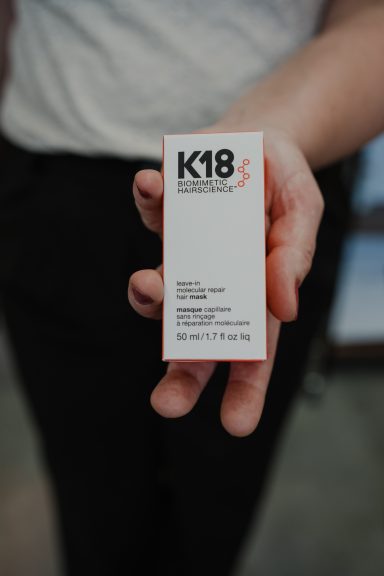 K18
BIOMIMETIC
HAIRSCIENCE™
leave-in
molecular repair
hair mask
masque capillaire
sans rinçage
à réparation moléculaire
50 ml/1.7 fl oz liq